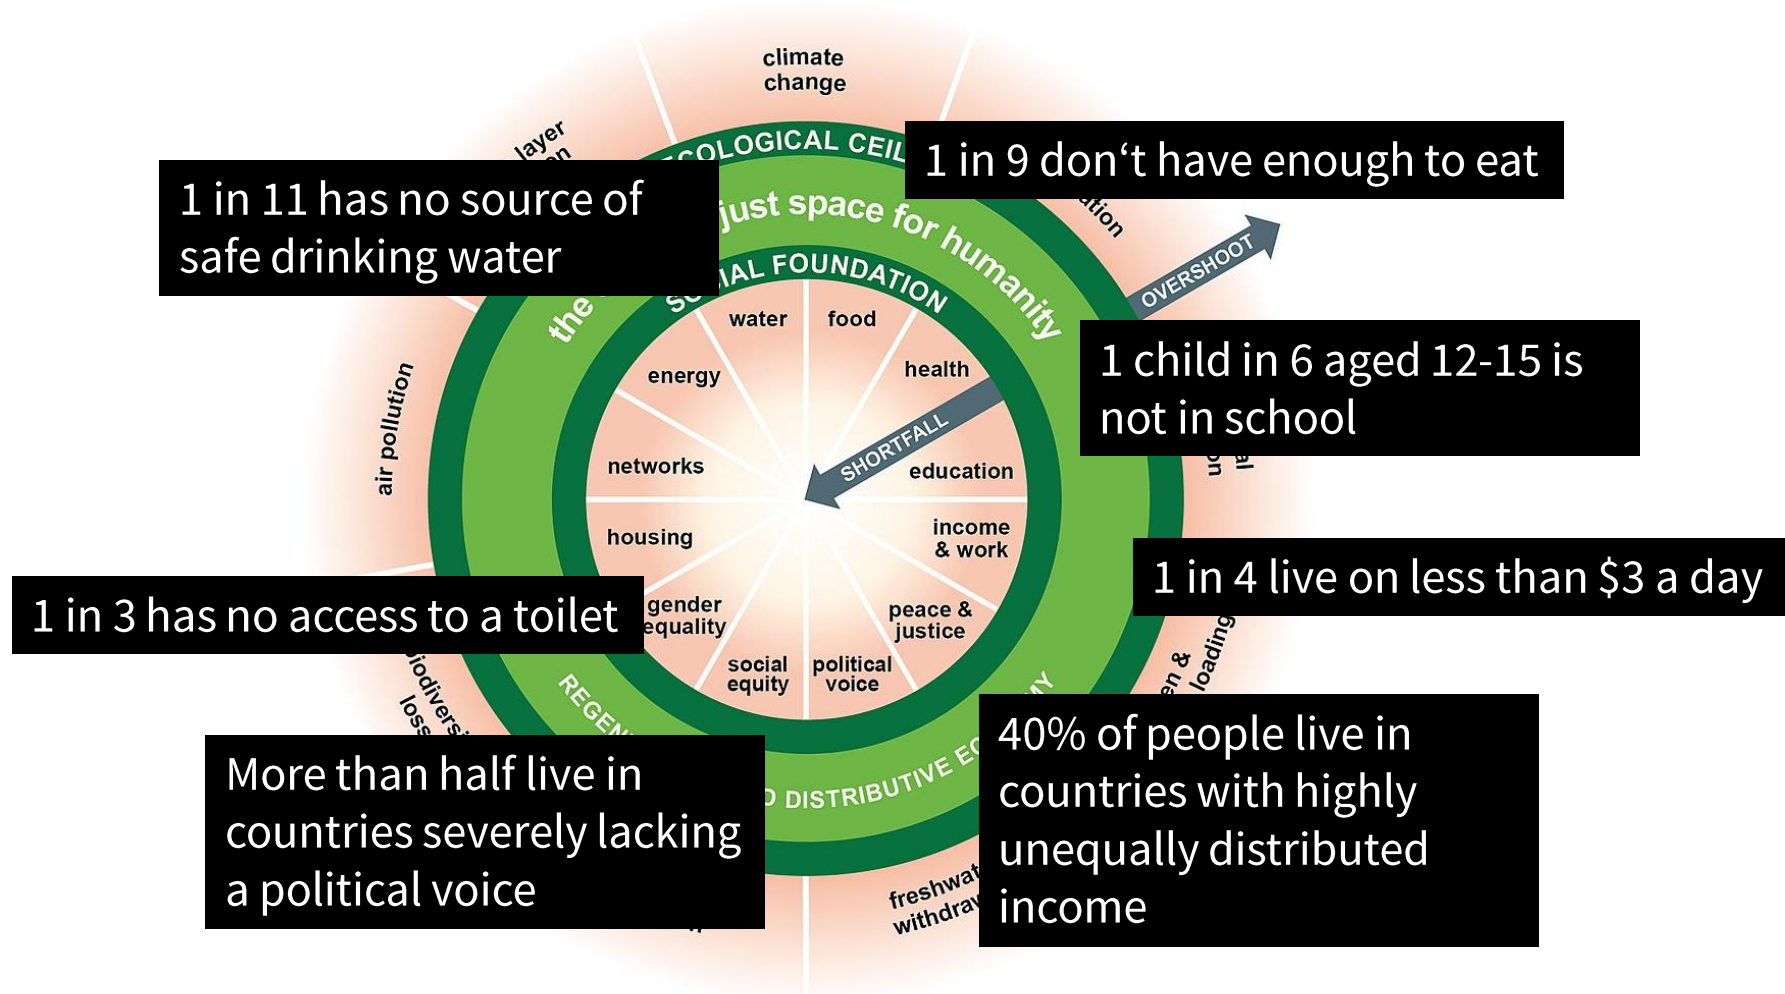 climate
change
layer
1 in 9 don‘t have enough to eat
1 in 11 has no source of
safe drinking water
just space for humanity
the
OVERSHOOT
FOUNDATION
water
food
energy
health
1 child in 6 aged 12-15 is
not in school
air pollution
SHORTFALL
networks
education
housing
income
& work
1 in 4 live on less than $3 a day
1 in 3 has no access to a toilet
gender
equality
peace &
justice
social
equity
political
voice
loading
&
loss
DISTRIBUTIVE
More than half live in
countries severely lacking
a political voice
40% of people live in
countries with highly
unequally distributed
income